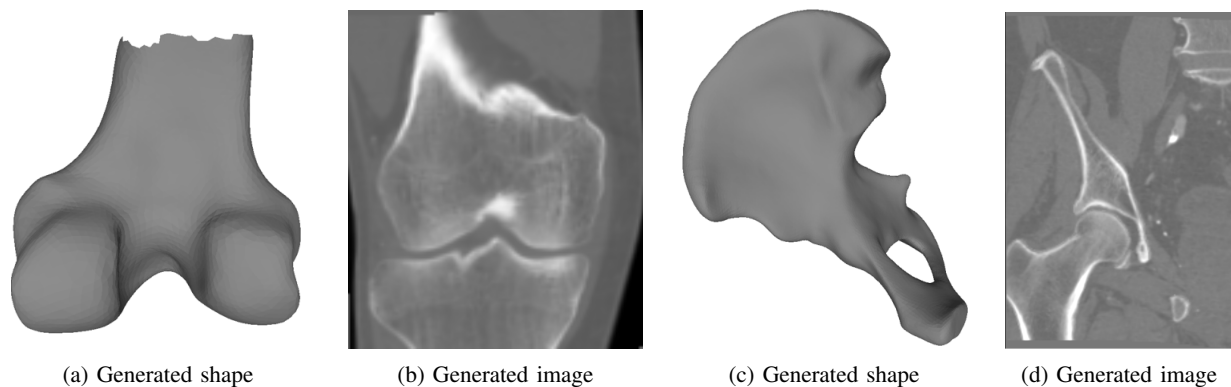 (a) Generated shape
(b) Generated image
(c) Generated shape
(d) Generated image